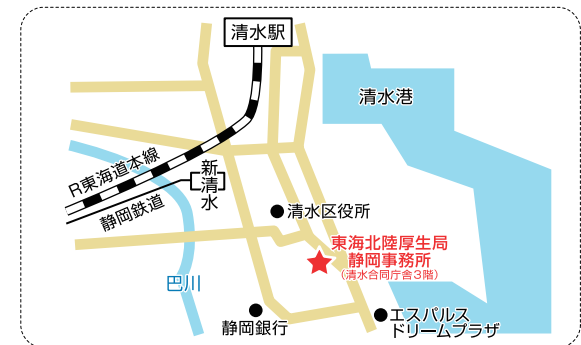 清水駅
清水港
R東海道本線
新清水
静岡鉄道
清水区役所
東海北陸厚生局
静岡事務所
（清水合同庁舎3階）
巴川
静岡銀行
エスパルス
ドリームプラザ